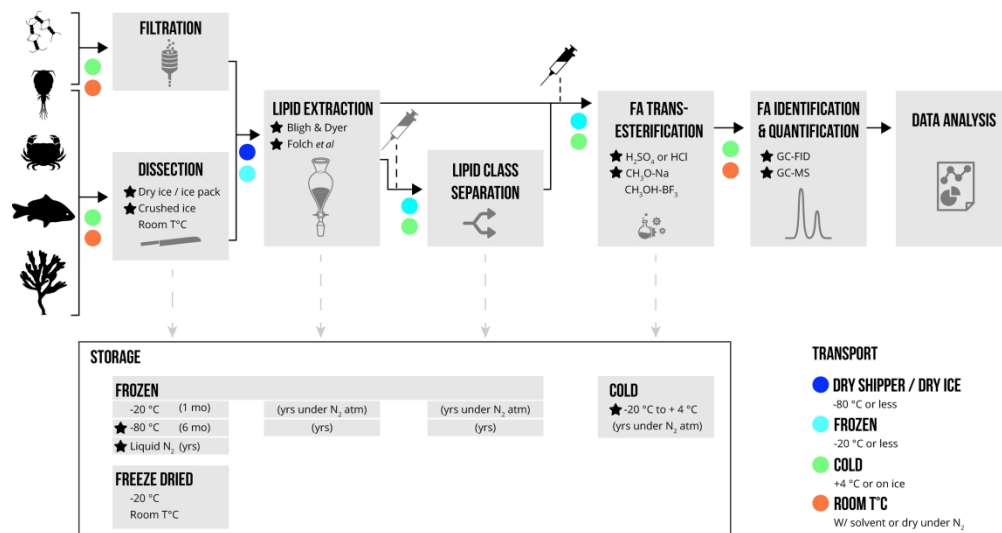 FILTRATION
DISSECTION
Dry ice / ice pack
Crushed ice
Room T°C
LIPID EXTRACTION
Bligh & Dyer
Folch et al
LIPID CLASS
SEPARATION
FA TRANS-
ESTERIFICATION
H₂SO₄ or HCl
CH₃O-Na
CH₃OH-BF₃
FA IDENTIFICATION
& QUANTIFICATION
GC-FID
GC-MS
DATA ANALYSIS
STORAGE
FROZEN
-20 °C (1 mo) (yrs under N₂ atm) (yrs under N₂ atm)
-80 °C (6 mo) (yrs) (yrs)
Liquid N₂ (yrs)
FREEZE DRIED
-20 °C
Room T°C
COLD
-20 °C to + 4 °C
(yrs under N₂ atm)
TRANSPORT
DRY SHIPPER / DRY ICE
-80 °C or less
FROZEN
-20 °C or less
COLD
+4 °C or on ice
ROOM T°C
W/ solvent or dry under N₂